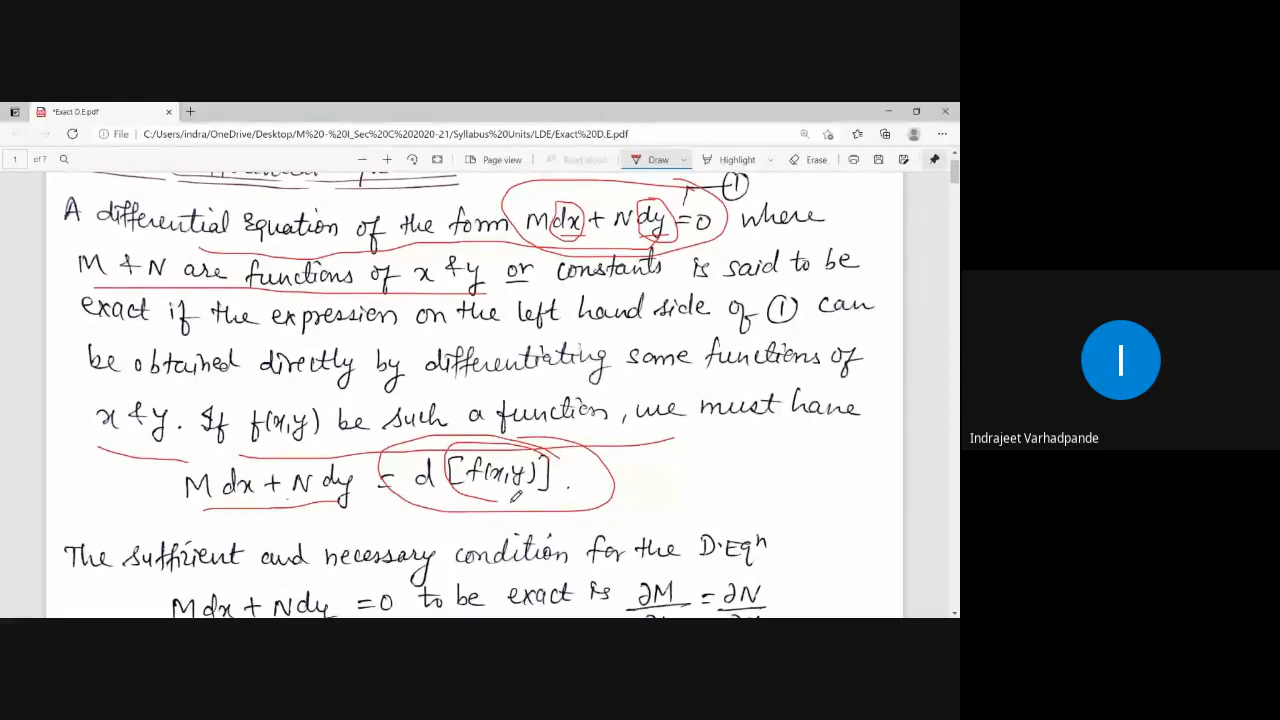 *Exact D.E.pdf
File C:/Users/indra/OneDrive/Desktop/M%20-%20I_Sec%20C%202020-21/Syllabus%20Units/LDE/Exact%20D.E.pdf
1 of 7 Page view Read aloud Draw Highlight Erase
①
A differential Equation of the form Mdx + Ndy = 0 where
M & N are functions of x & y or constants is said to be
exact if the expression on the left hand side of ① can
be obtained directly by differentiating some functions of
x & y. If f(x,y) be such a function, we must have
M dx + N dy = d [f(x,y)].
The sufficient and necessary condition for the D.Eqⁿ
Mdx + Ndy = 0 to be exact is ∂M = ∂N
I
Indrajeet Varhadpande